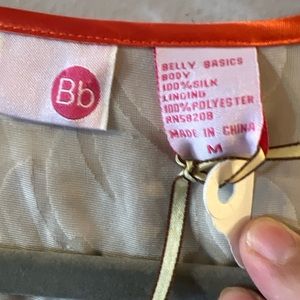 Bb
BELLY BASICS
BODY
100%SILK
LINGING
100%POLYESTER
RN58208
MADE IN CHINA
M